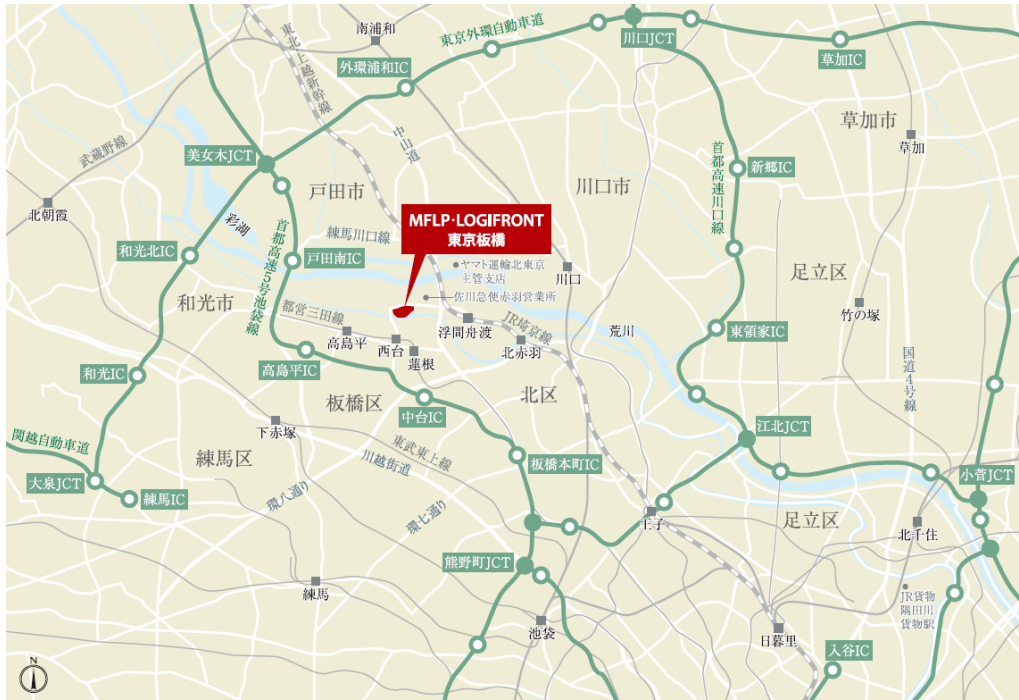 南浦和
東京外環自動車道
川口JCT
草加IC
外環浦和IC
東北・上越新幹線
中山道
草加市
草加
武蔵野線
美女木JCT
首都高速川口線
新郷IC
戸田市
川口市
北朝霞
彩湖
MFLP・LOGIFRONT
東京板橋
練馬川口線
和光北IC
首都高速5号池袋線
戸田南IC
ヤマト運輸北東京
主管支店
川口
足立区
佐川急便赤羽営業所
和光市
都営三田線
竹の塚
高島平
西台
浮間舟渡
JR埼京線
荒川
東領家IC
北赤羽
蓮根
高島平IC
国道4号線
和光IC
板橋区
中台IC
北区
下赤塚
江北JCT
関越自動車道
東武東上線
川越街道
板橋本町IC
練馬区
大泉JCT
練馬IC
環八通り
環七通り
小菅JCT
王子
足立区
北千住
熊野町JCT
練馬
JR貨物
隅田川
貨物駅
池袋
日暮里
入谷IC
N